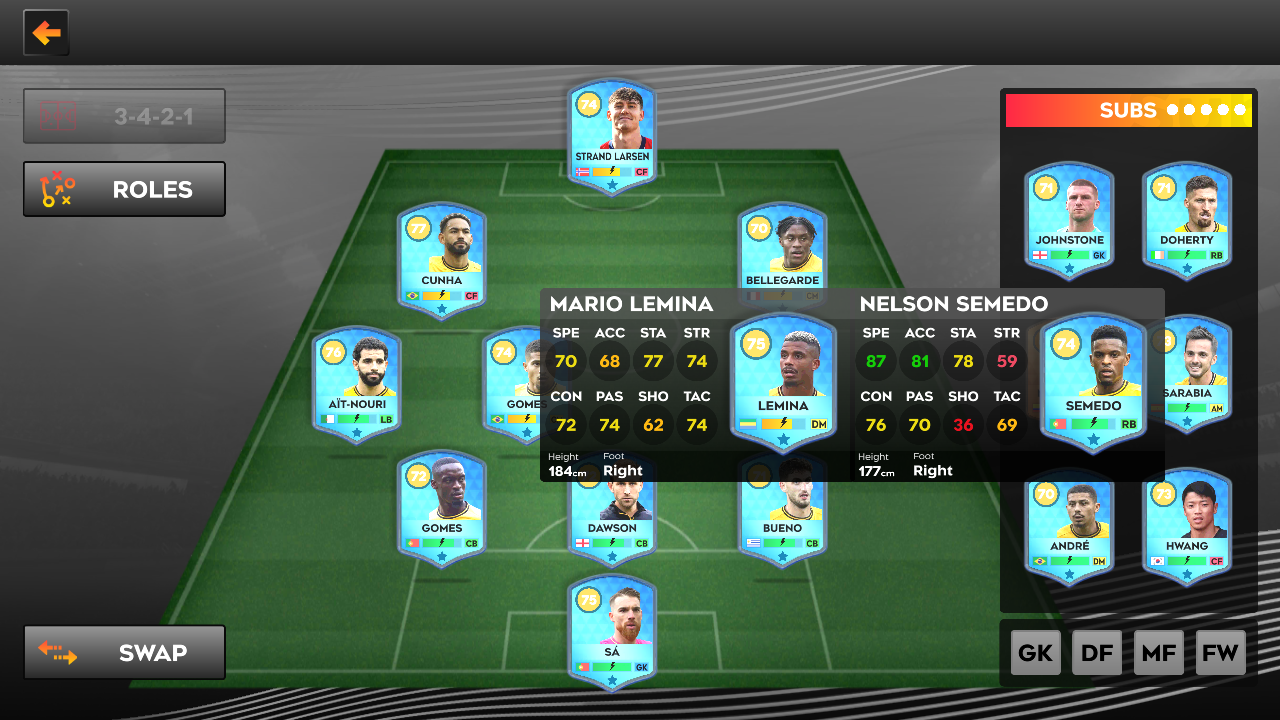 3-4-2-1
ROLES
SWAP
74
STRAND LARSEN
CF
77
CUNHA
CF
70
BELLEGARDE
CM
76
AÏT-NOURI
LB
74
GOMES
MARIO LEMINA
SPE ACC STA STR
70 68 77 74
CON PAS SHO TAC
72 74 62 74
Height Foot
184cm Right
75
LEMINA
DM
NELSON SEMEDO
SPE ACC STA STR
87 81 78 59
CON PAS SHO TAC
76 70 36 69
Height Foot
177cm Right
74
SEMEDO
RB
72
GOMES
CB
DAWSON
CB
BUENO
CB
75
SÁ
GK
SUBS
71
JOHNSTONE
GK
71
DOHERTY
RB
SARABIA
AM
70
ANDRÉ
DM
73
HWANG
CF
GK DF MF FW